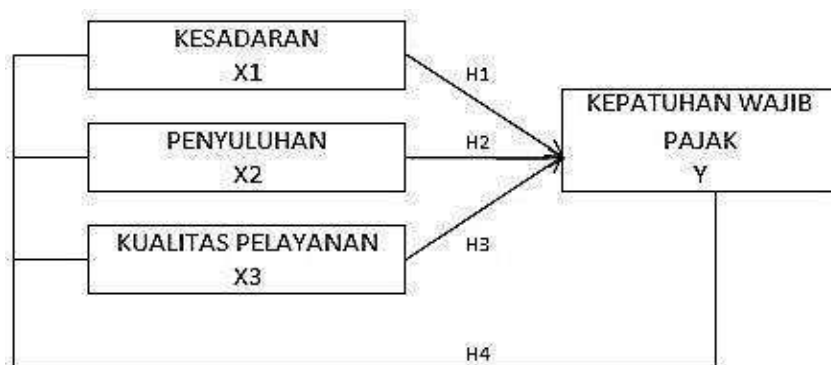 KESADARAN
X1
H1
KEPATUHAN WAJIB
PAJAK
Y
PENYULUHAN
X2
H2
KUALITAS PELAYANAN
X3
H3
H4